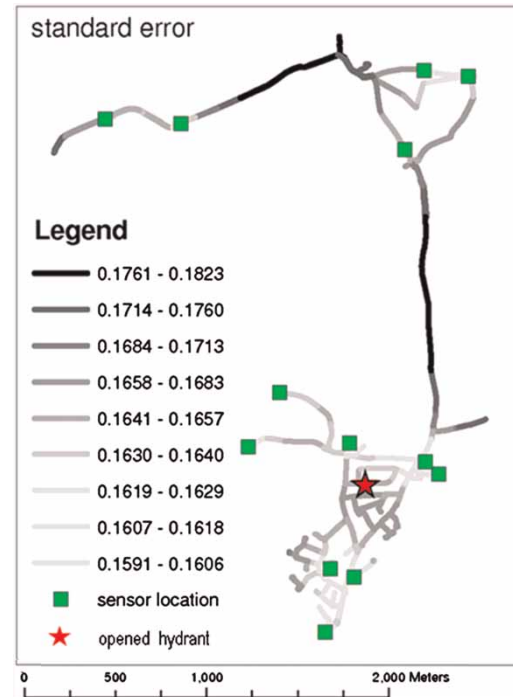 standard error
Legend
0.1761 - 0.1823
0.1714 - 0.1760
0.1684 - 0.1713
0.1658 - 0.1683
0.1641 - 0.1657
0.1630 - 0.1640
0.1619 - 0.1629
0.1607 - 0.1618
0.1591 - 0.1606
sensor location
opened hydrant
0 500 1,000 2,000 Meters